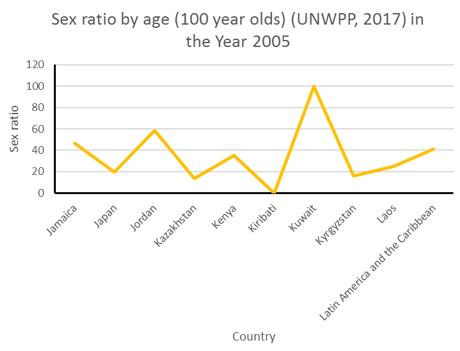 Sex ratio by age (100 year olds) (UNWPP, 2017) in
the Year 2005
120
100
80
60
40
20
0
Sex ratio
Jamaica
Japan
Jordan
Kazakhstan
Kenya
Kiribati
Kuwait
Kyrgyzstan
Laos
Latin America and the Caribbean
Country